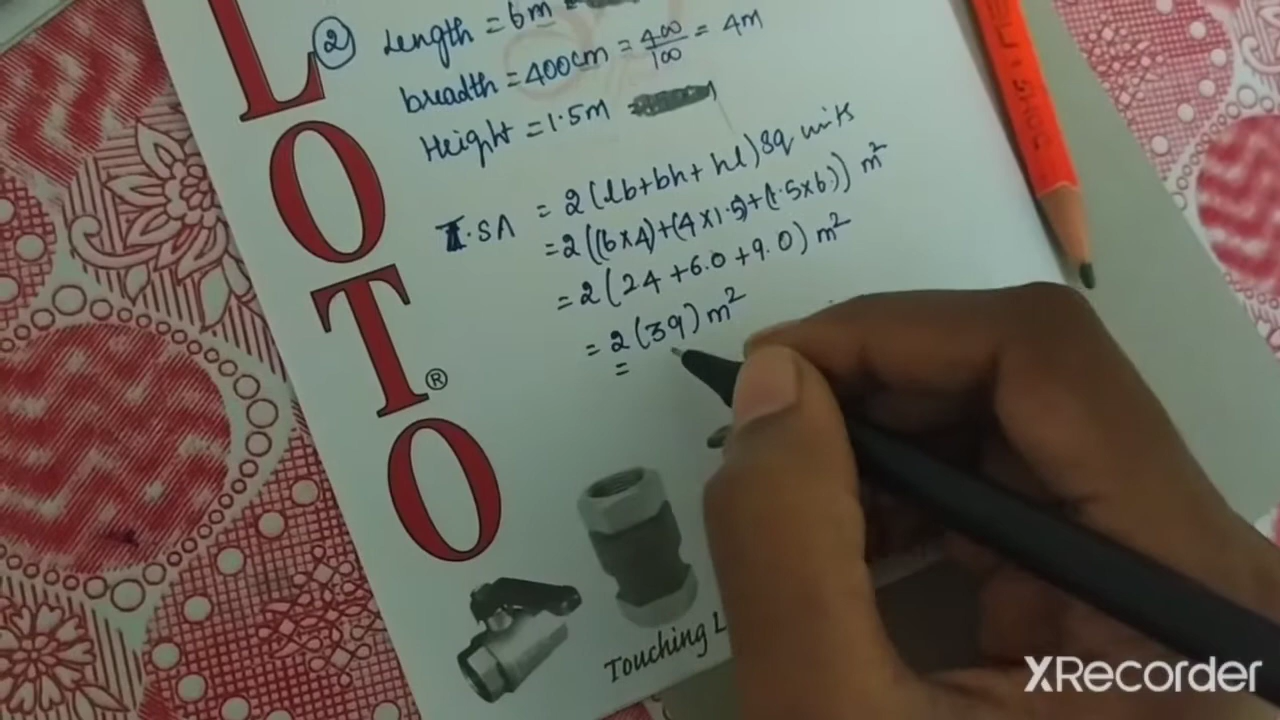 LOTO®
② Length = 6m
breadth = 400cm = 400/100 = 4m
Height = 1.5m
T.SA = 2(lb+bh+hl) sq units
= 2((6×4)+(4×1.5)+(1.5×6)) m²
= 2(24+6.0+9.0) m²
= 2(39) m²
=
Touching L
XRecorder